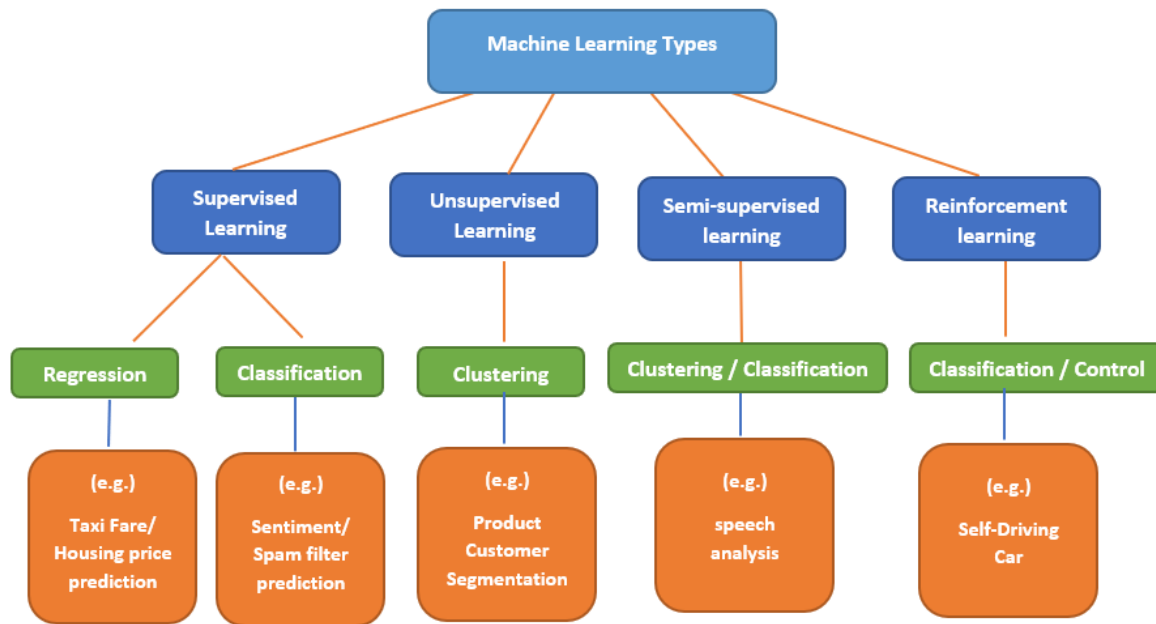 Machine Learning Types
Supervised
Learning
Unsupervised
Learning
Semi-supervised
learning
Reinforcement
learning
Regression
Classification
Clustering
Clustering / Classification
Classification / Control
(e.g.)
Taxi Fare/
Housing price
prediction
(e.g.)
Sentiment/
Spam filter
prediction
(e.g.)
Product
Customer
Segmentation
(e.g.)
speech
analysis
(e.g.)
Self-Driving
Car